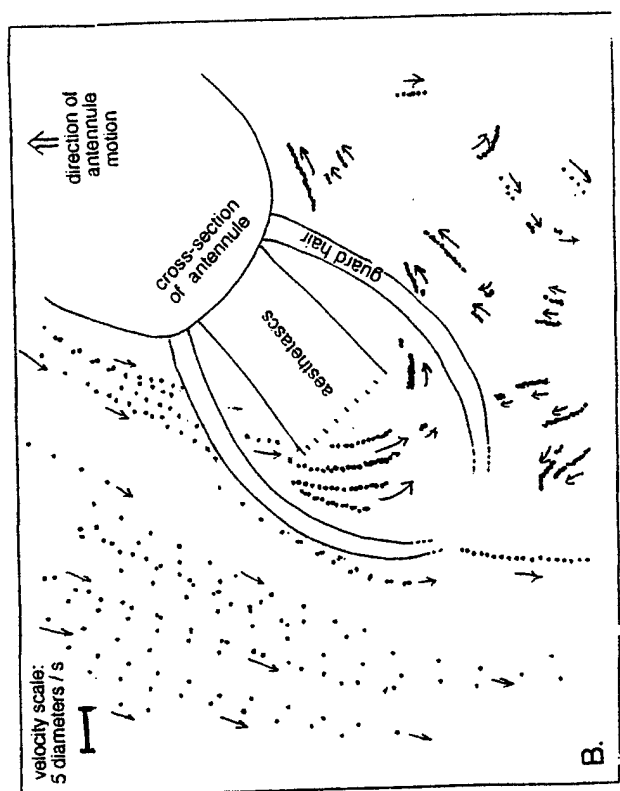 velocity scale:
5 diameters / s
direction of
antennule
motion
cross-section
of antennule
guard hair
aesthetascs
B.